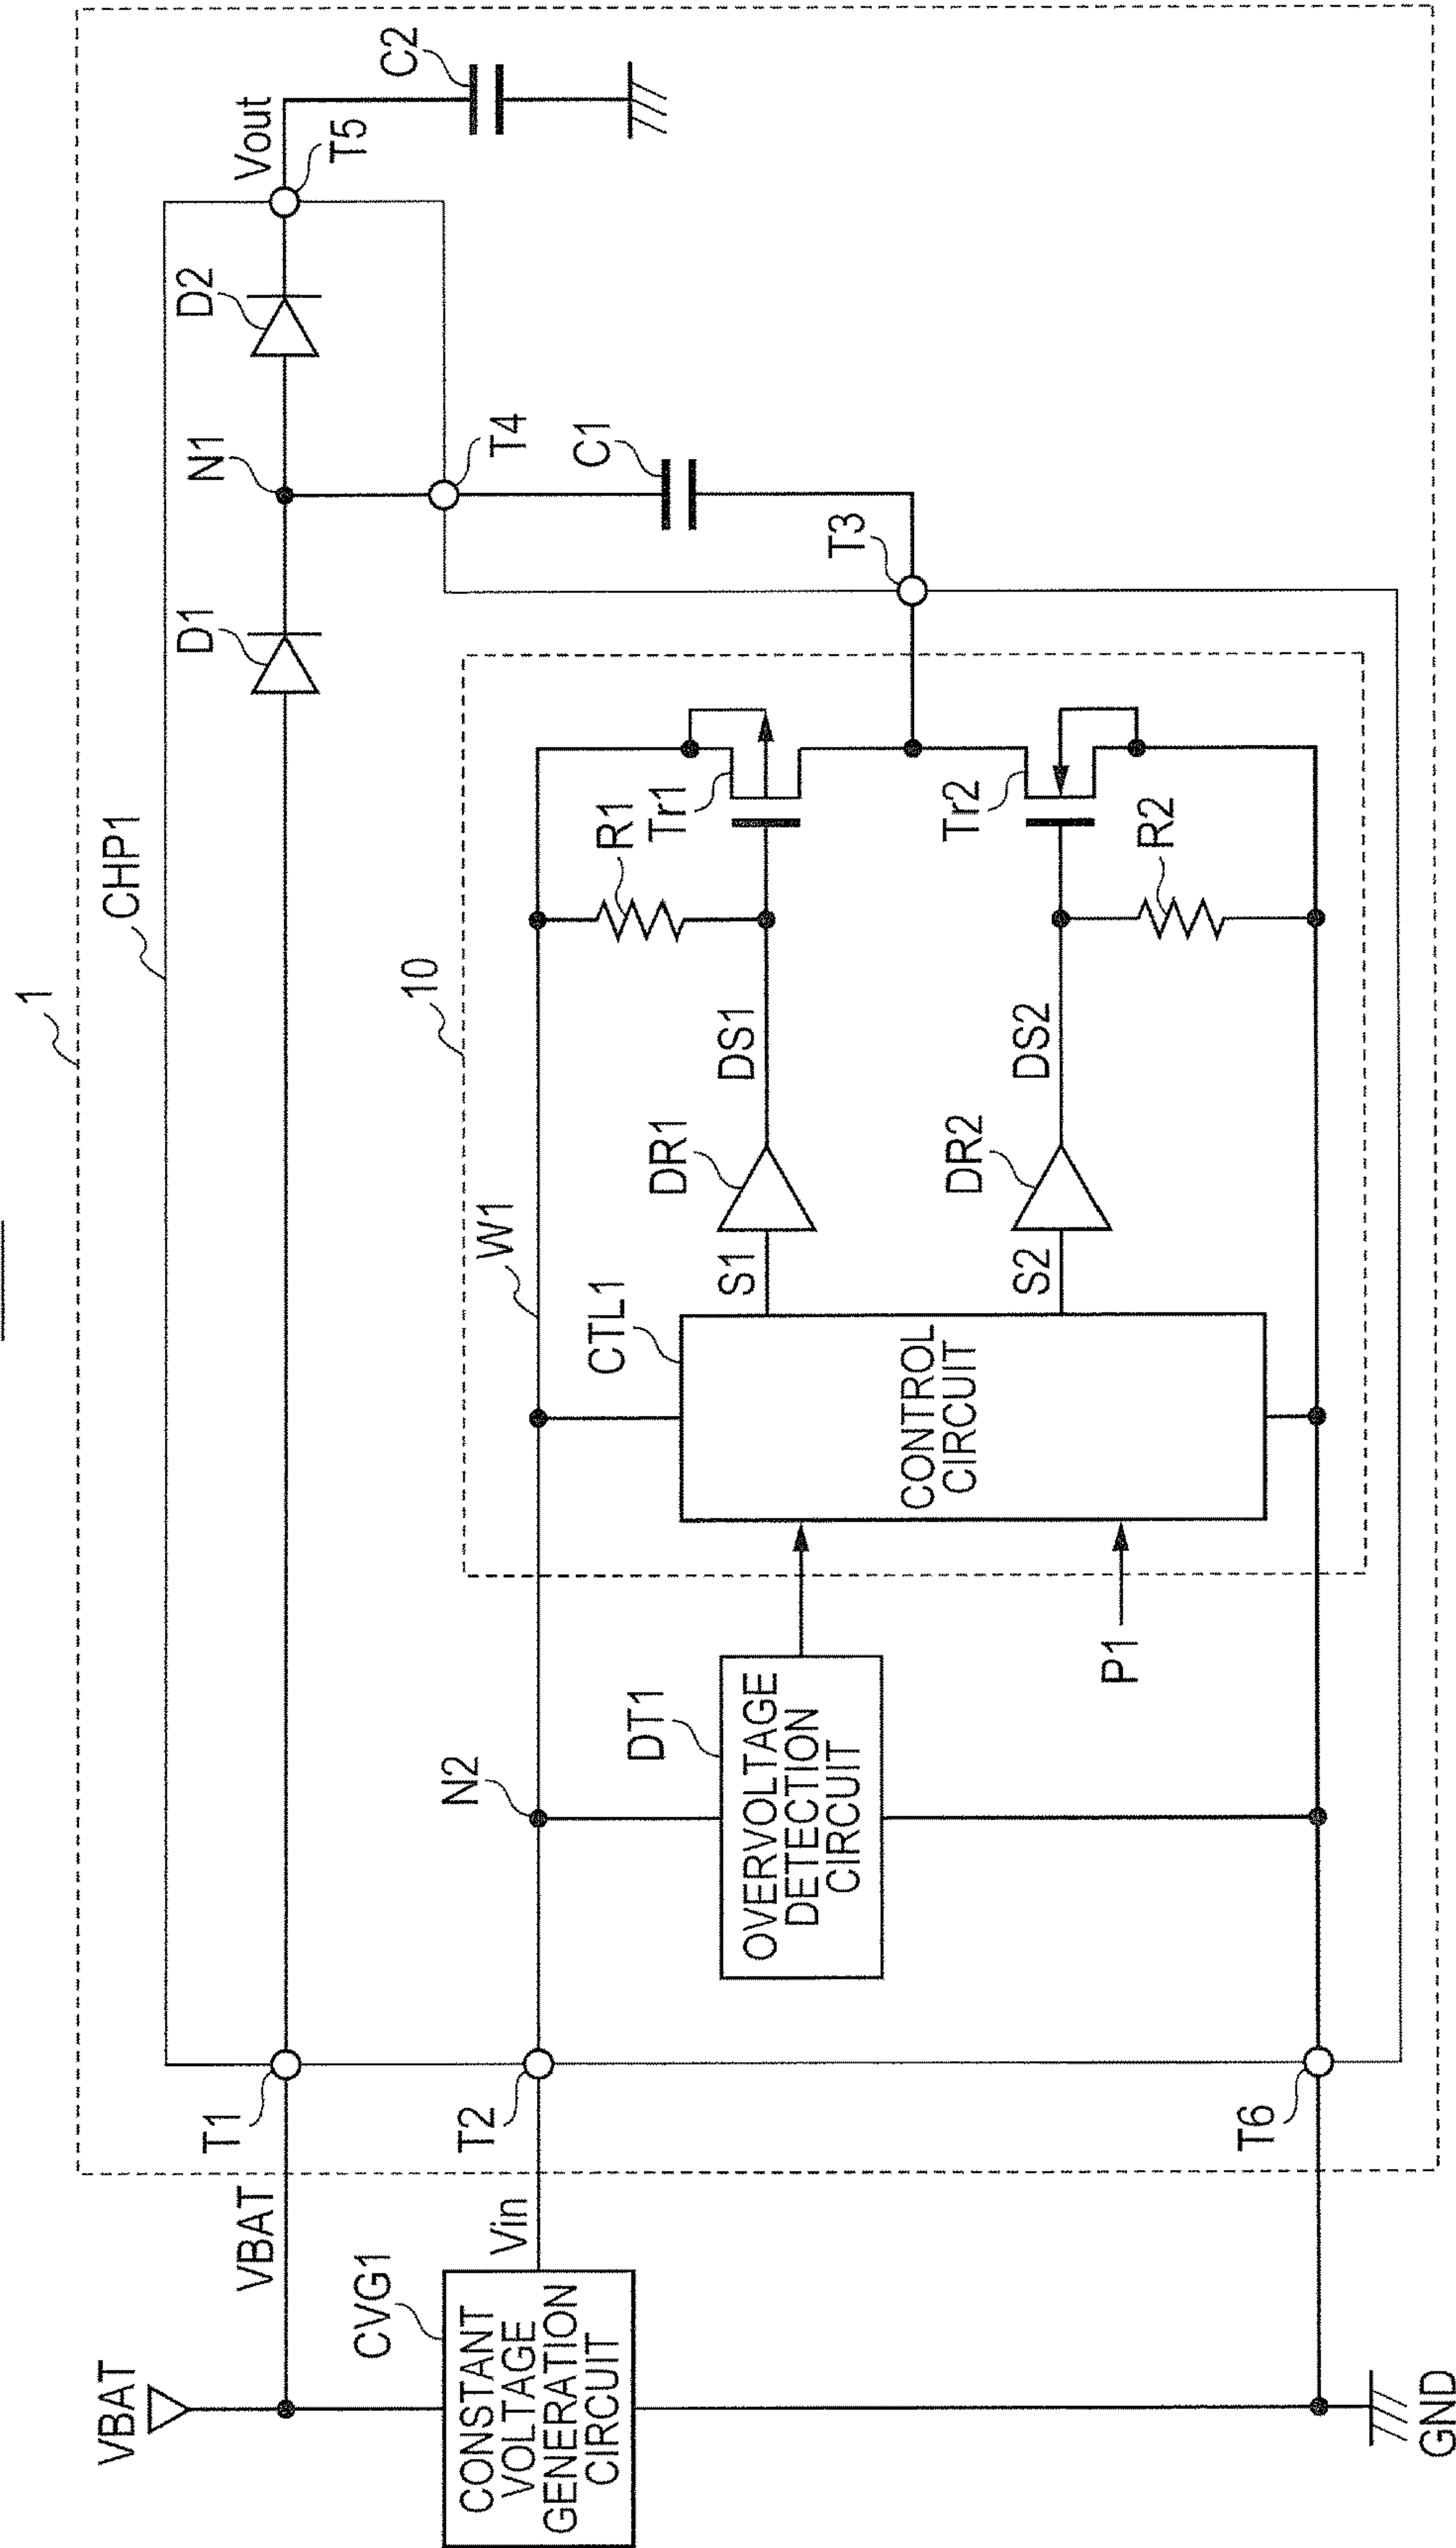 1
CHP1
VBAT
VBAT
T1
D1
N1
D2
Vout
T5
C2
CVG1
CONSTANT
VOLTAGE
GENERATION
CIRCUIT
Vin
T2
N2
W1
10
T4
C1
T3
DT1
OVERVOLTAGE
DETECTION
CIRCUIT
CTL1
CONTROL
CIRCUIT
P1
S1
DR1
DS1
R1
Tr1
S2
DR2
DS2
Tr2
R2
T6
GND